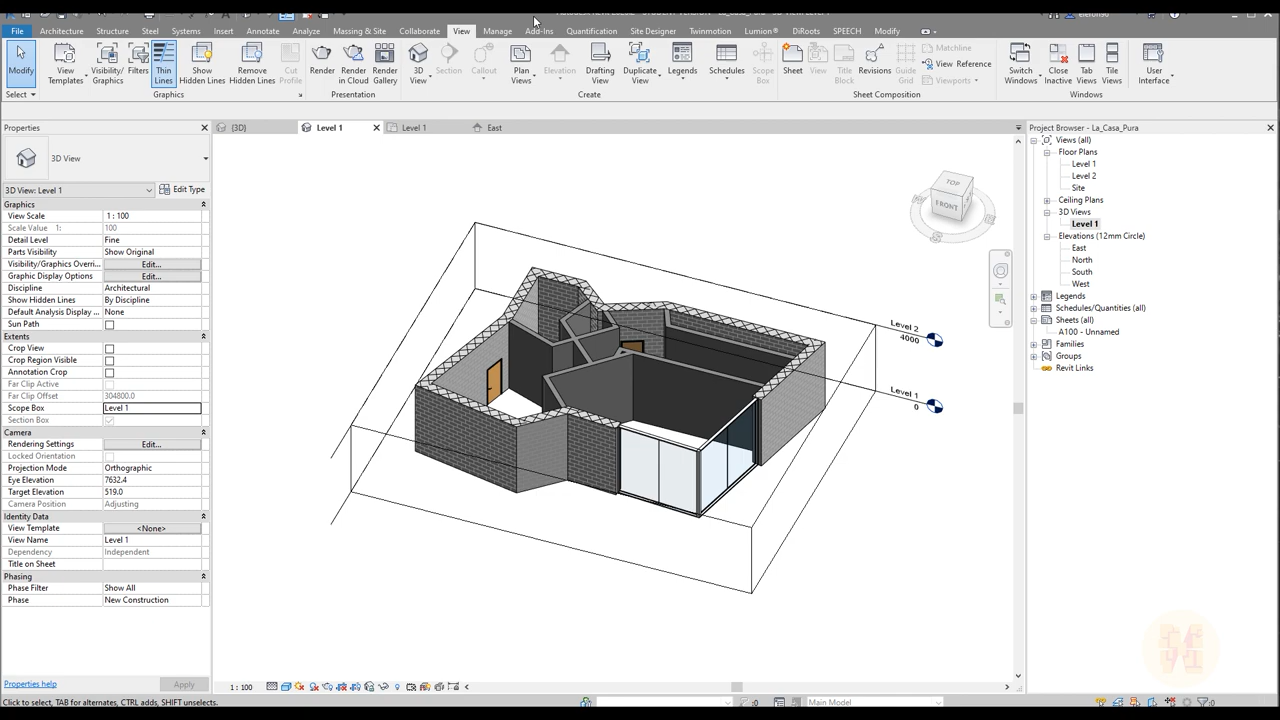 File Architecture Structure Steel Systems Insert Annotate Analyze Massing & Site Collaborate View Manage Add-Ins Quantification Site Designer Twinmotion Lumion® DiRoots SPEECH Modify
Modify View Templates Visibility/ Graphics Filters Thin Lines Show Hidden Lines Remove Hidden Lines Cut Profile Render Render in Cloud Render Gallery 3D View Section Callout Plan Views Elevation Drafting View Duplicate View Legends Schedules Scope Box Sheet View Title Block Revisions Guide Grid Matchline View Reference Viewports Switch Windows Close Inactive Tab Views Tile Views User Interface
Select Graphics Presentation Create Sheet Composition Windows
Properties
{3D} Level 1 Level 1 East
Project Browser - La_Casa_Pura
3D View
3D View: Level 1 Edit Type
Graphics
View Scale 1 : 100
Scale Value 1: 100
Detail Level Fine
Parts Visibility Show Original
Visibility/Graphics Overri... Edit...
Graphic Display Options Edit...
Discipline Architectural
Show Hidden Lines By Discipline
Default Analysis Display ... None
Sun Path
Extents
Crop View
Crop Region Visible
Annotation Crop
Far Clip Active
Far Clip Offset 304800.0
Scope Box Level 1
Section Box
Camera
Rendering Settings Edit...
Locked Orientation
Projection Mode Orthographic
Eye Elevation 7632.4
Target Elevation 519.0
Camera Position Adjusting
Identity Data
View Template <None>
View Name Level 1
Dependency Independent
Title on Sheet
Phasing
Phase Filter Show All
Phase New Construction
Properties help Apply
TOP
FRONT
Level 2
4000
Level 1
0
Views (all)
Floor Plans
Level 1
Level 2
Site
Ceiling Plans
3D Views
Level 1
Elevations (12mm Circle)
East
North
South
West
Legends
Schedules/Quantities (all)
Sheets (all)
A100 - Unnamed
Families
Groups
Revit Links
1 : 100
Click to select, TAB for alternates, CTRL adds, SHIFT unselects. :0 Main Model :0